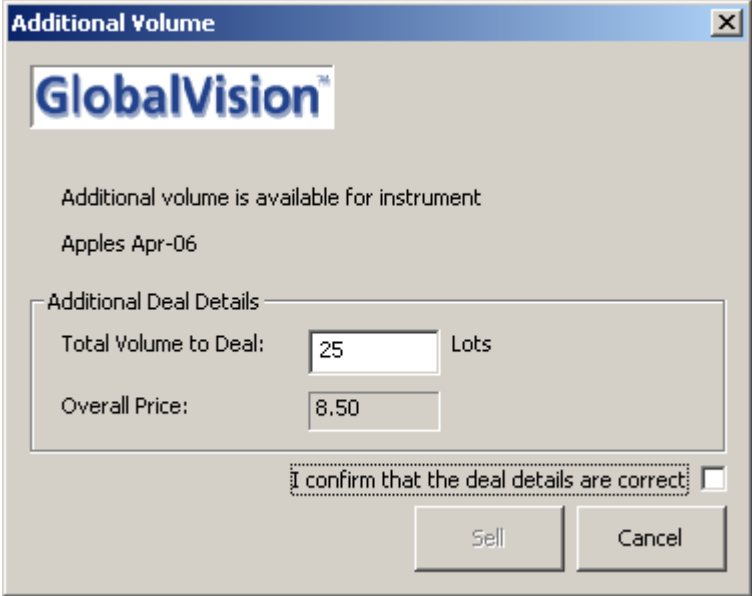 Additional Volume
GlobalVision™
Additional volume is available for instrument
Apples Apr-06
Additional Deal Details
Total Volume to Deal: 25 Lots
Overall Price: 8.50
I confirm that the deal details are correct
Sell Cancel